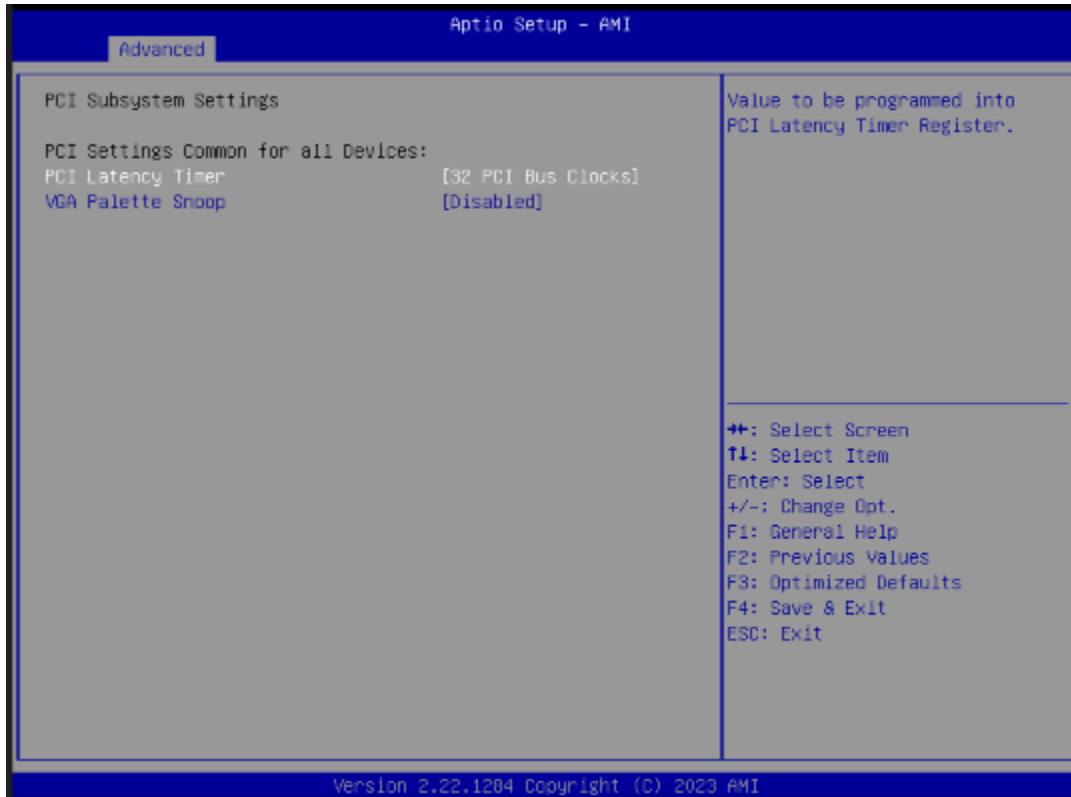 Aptio Setup - AMI
Advanced
PCI Subsystem Settings
PCI Settings Common for all Devices:
PCI Latency Timer [32 PCI Bus Clocks]
VGA Palette Snoop [Disabled]
Value to be programmed into
PCI Latency Timer Register.
→←: Select Screen
↑↓: Select Item
Enter: Select
+/-: Change Opt.
F1: General Help
F2: Previous Values
F3: Optimized Defaults
F4: Save & Exit
ESC: Exit
Version 2.22.1284 Copyright (C) 2023 AMI